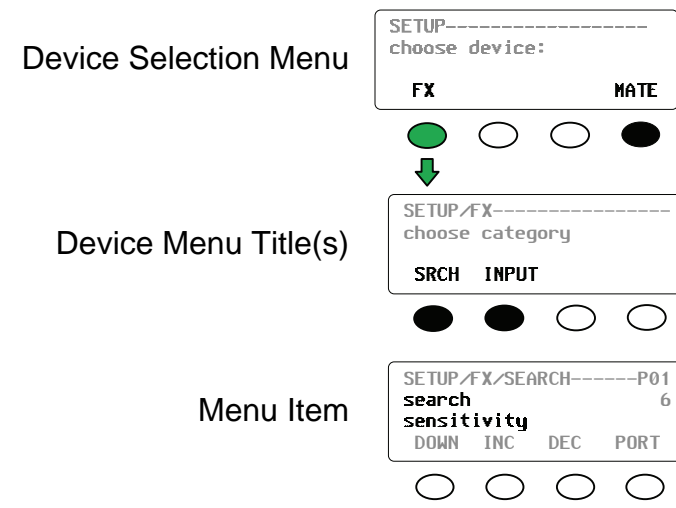 Device Selection Menu
SETUP-------------------
choose device:
FX MATE
Device Menu Title(s)
SETUP/FX-----------------
choose category
SRCH INPUT
Menu Item
SETUP/FX/SEARCH------P01
search 6
sensitivity
DOWN INC DEC PORT